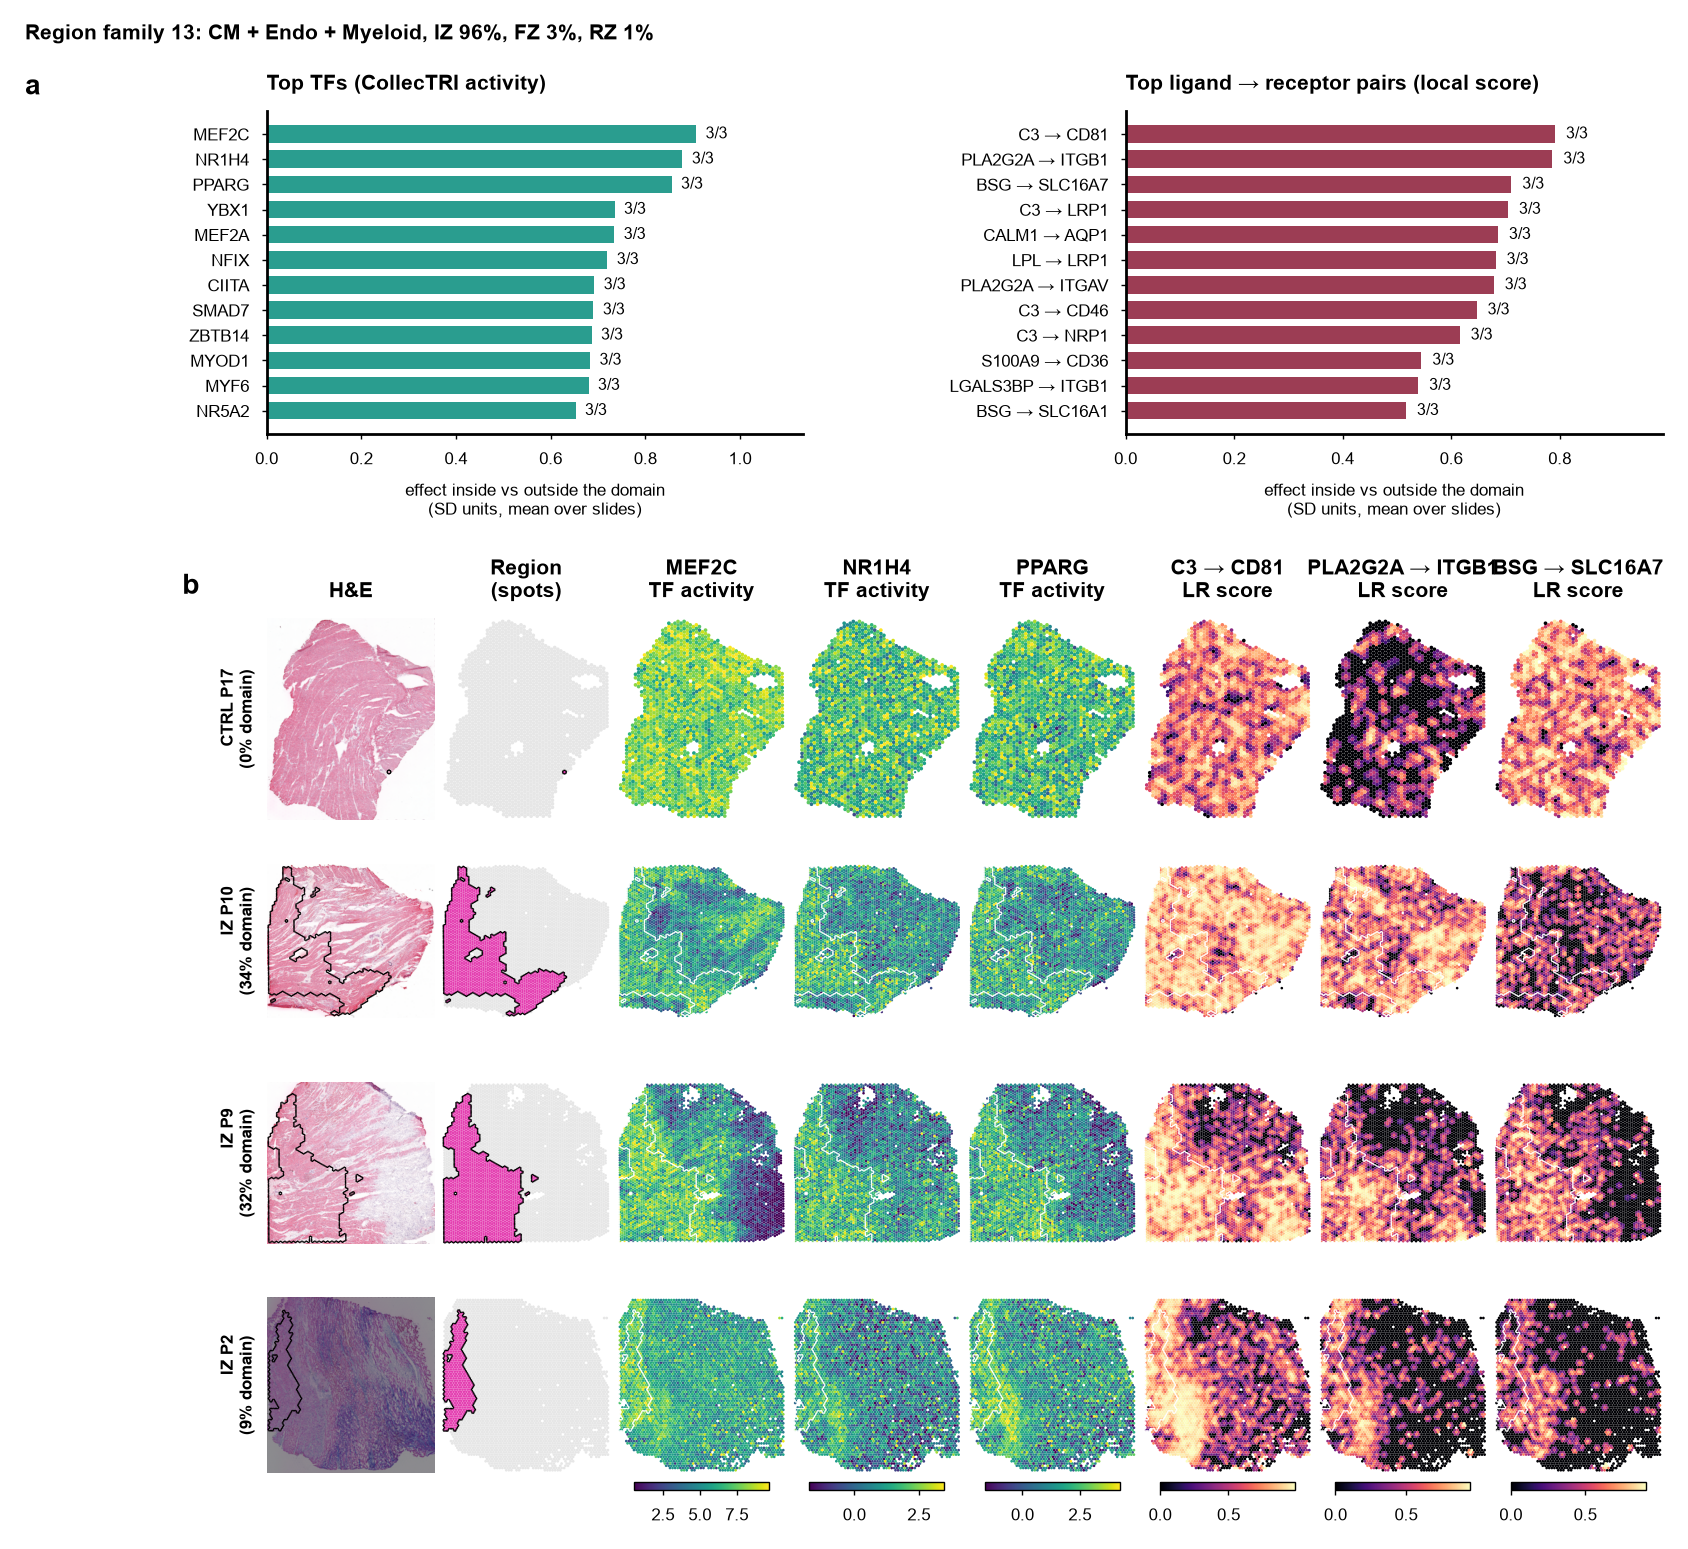 Region family 13: CM + Endo + Myeloid, IZ 96%, FZ 3%, RZ 1%
a
Top TFs (CollecTRI activity)
MEF2C 3/3
NR1H4 3/3
PPARG 3/3
YBX1 3/3
MEF2A 3/3
NFIX 3/3
CIITA 3/3
SMAD7 3/3
ZBTB14 3/3
MYOD1 3/3
MYF6 3/3
NR5A2 3/3
0.0 0.2 0.4 0.6 0.8 1.0
effect inside vs outside the domain
(SD units, mean over slides)
Top ligand → receptor pairs (local score)
C3 → CD81 3/3
PLA2G2A → ITGB1 3/3
BSG → SLC16A7 3/3
C3 → LRP1 3/3
CALM1 → AQP1 3/3
LPL → LRP1 3/3
PLA2G2A → ITGAV 3/3
C3 → CD46 3/3
C3 → NRP1 3/3
S100A9 → CD36 3/3
LGALS3BP → ITGB1 3/3
BSG → SLC16A1 3/3
0.0 0.2 0.4 0.6 0.8
effect inside vs outside the domain
(SD units, mean over slides)
b
H&E
Region
(spots)
MEF2C
TF activity
NR1H4
TF activity
PPARG
TF activity
C3 → CD81
LR score
PLA2G2A → ITGB1
LR score
BSG → SLC16A7
LR score
CTRL P17
(0% domain)
IZ P10
(34% domain)
IZ P9
(32% domain)
IZ P2
(9% domain)
2.5 5.0 7.5
0.0 2.5
0.0 2.5
0.0 0.5
0.0 0.5
0.0 0.5